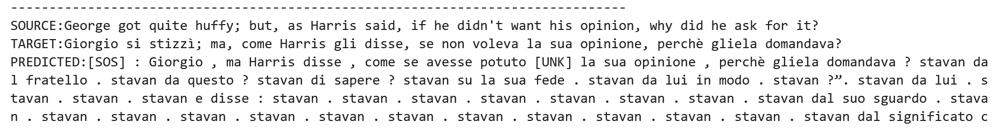 --------------------------------------------------------------------------------
SOURCE:George got quite huffy; but, as Harris said, if he didn't want his opinion, why did he ask for it?
TARGET:Giorgio si stizzì; ma, come Harris gli disse, se non voleva la sua opinione, perchè gliela domandava?
PREDICTED:[SOS] : Giorgio , ma Harris disse , come se avesse potuto [UNK] la sua opinione , perchè gliela domandava ? stavan da
l fratello . stavan da questo ? stavan di sapere ? stavan su la sua fede . stavan da lui in modo . stavan ?”. stavan da lui . s
tavan . stavan . stavan e disse : stavan . stavan . stavan . stavan . stavan . stavan . stavan . stavan dal suo sguardo . stava
n . stavan . stavan . stavan . stavan . stavan . stavan . stavan . stavan . stavan . stavan . stavan . stavan dal significato c